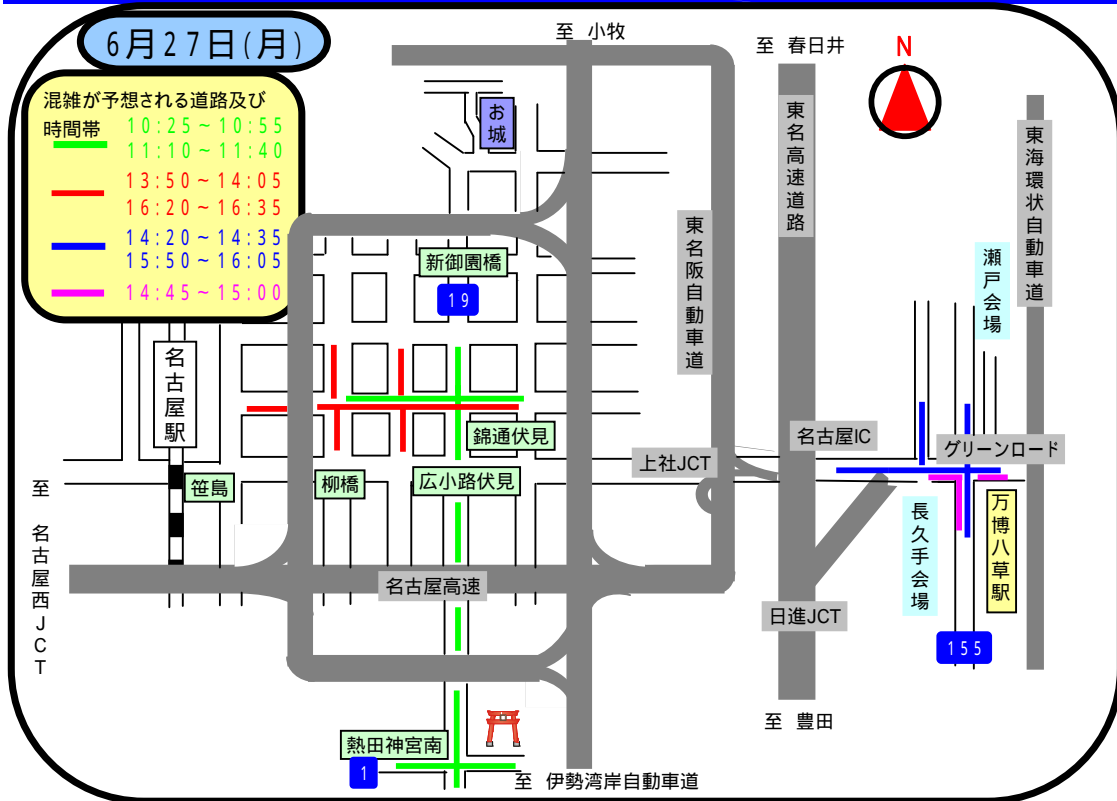 6月27日(月)
混雑が予想される道路及び
時間帯
10:25~10:55
11:10~11:40
13:50~14:05
16:20~16:35
14:20~14:35
15:50~16:05
14:45~15:00
至 小牧
至 春日井
N
お城
東名高速道路
東海環状自動車道
東名阪自動車道
瀬戸会場
新御園橋
19
名古屋駅
錦通伏見
名古屋IC
グリーンロード
上社JCT
笹島
柳橋
広小路伏見
至 名古屋西JCT
長久手会場
万博八草駅
名古屋高速
日進JCT
155
至 豊田
熱田神宮南
1
至 伊勢湾岸自動車道